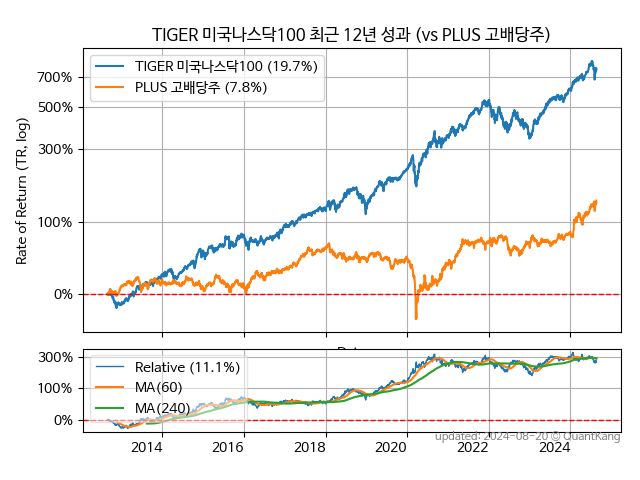 TIGER 미국나스닥100 최근 12년 성과 (vs PLUS 고배당주)
TIGER 미국나스닥100 (19.7%)
PLUS 고배당주 (7.8%)
Rate of Return (TR, log)
700%
500%
300%
100%
0%
Relative (11.1%)
MA(60)
MA(240)
300%
100%
0%
2014
2016
2018
2020
2022
2024
updated: 2024-08-20 © QuantKang